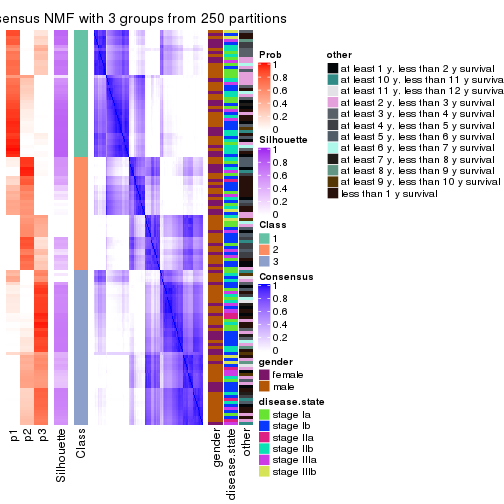 sensus NMF with 3 groups from 250 partitions
Prob
1
0.8
0.6
0.4
0.2
0
Silhouette
1
0.8
0.6
0.4
0.2
0
Class
1
2
3
Consensus
1
0.8
0.6
0.4
0.2
0
gender
female
male
disease.state
stage Ia
stage Ib
stage IIa
stage IIb
stage IIIa
stage IIIb
other
at least 1 y. less than 2 y survival
at least 10 y. less than 11 y surviva
at least 11 y. less than 12 y surviva
at least 2 y. less than 3 y survival
at least 3 y. less than 4 y survival
at least 4 y. less than 5 y survival
at least 5 y. less than 6 y survival
at least 6 y. less than 7 y survival
at least 7 y. less than 8 y survival
at least 8 y. less than 9 y survival
at least 9 y. less than 10 y survival
less than 1 y survival
p1
p2
p3
Silhouette
Class
gender
disease.state
other